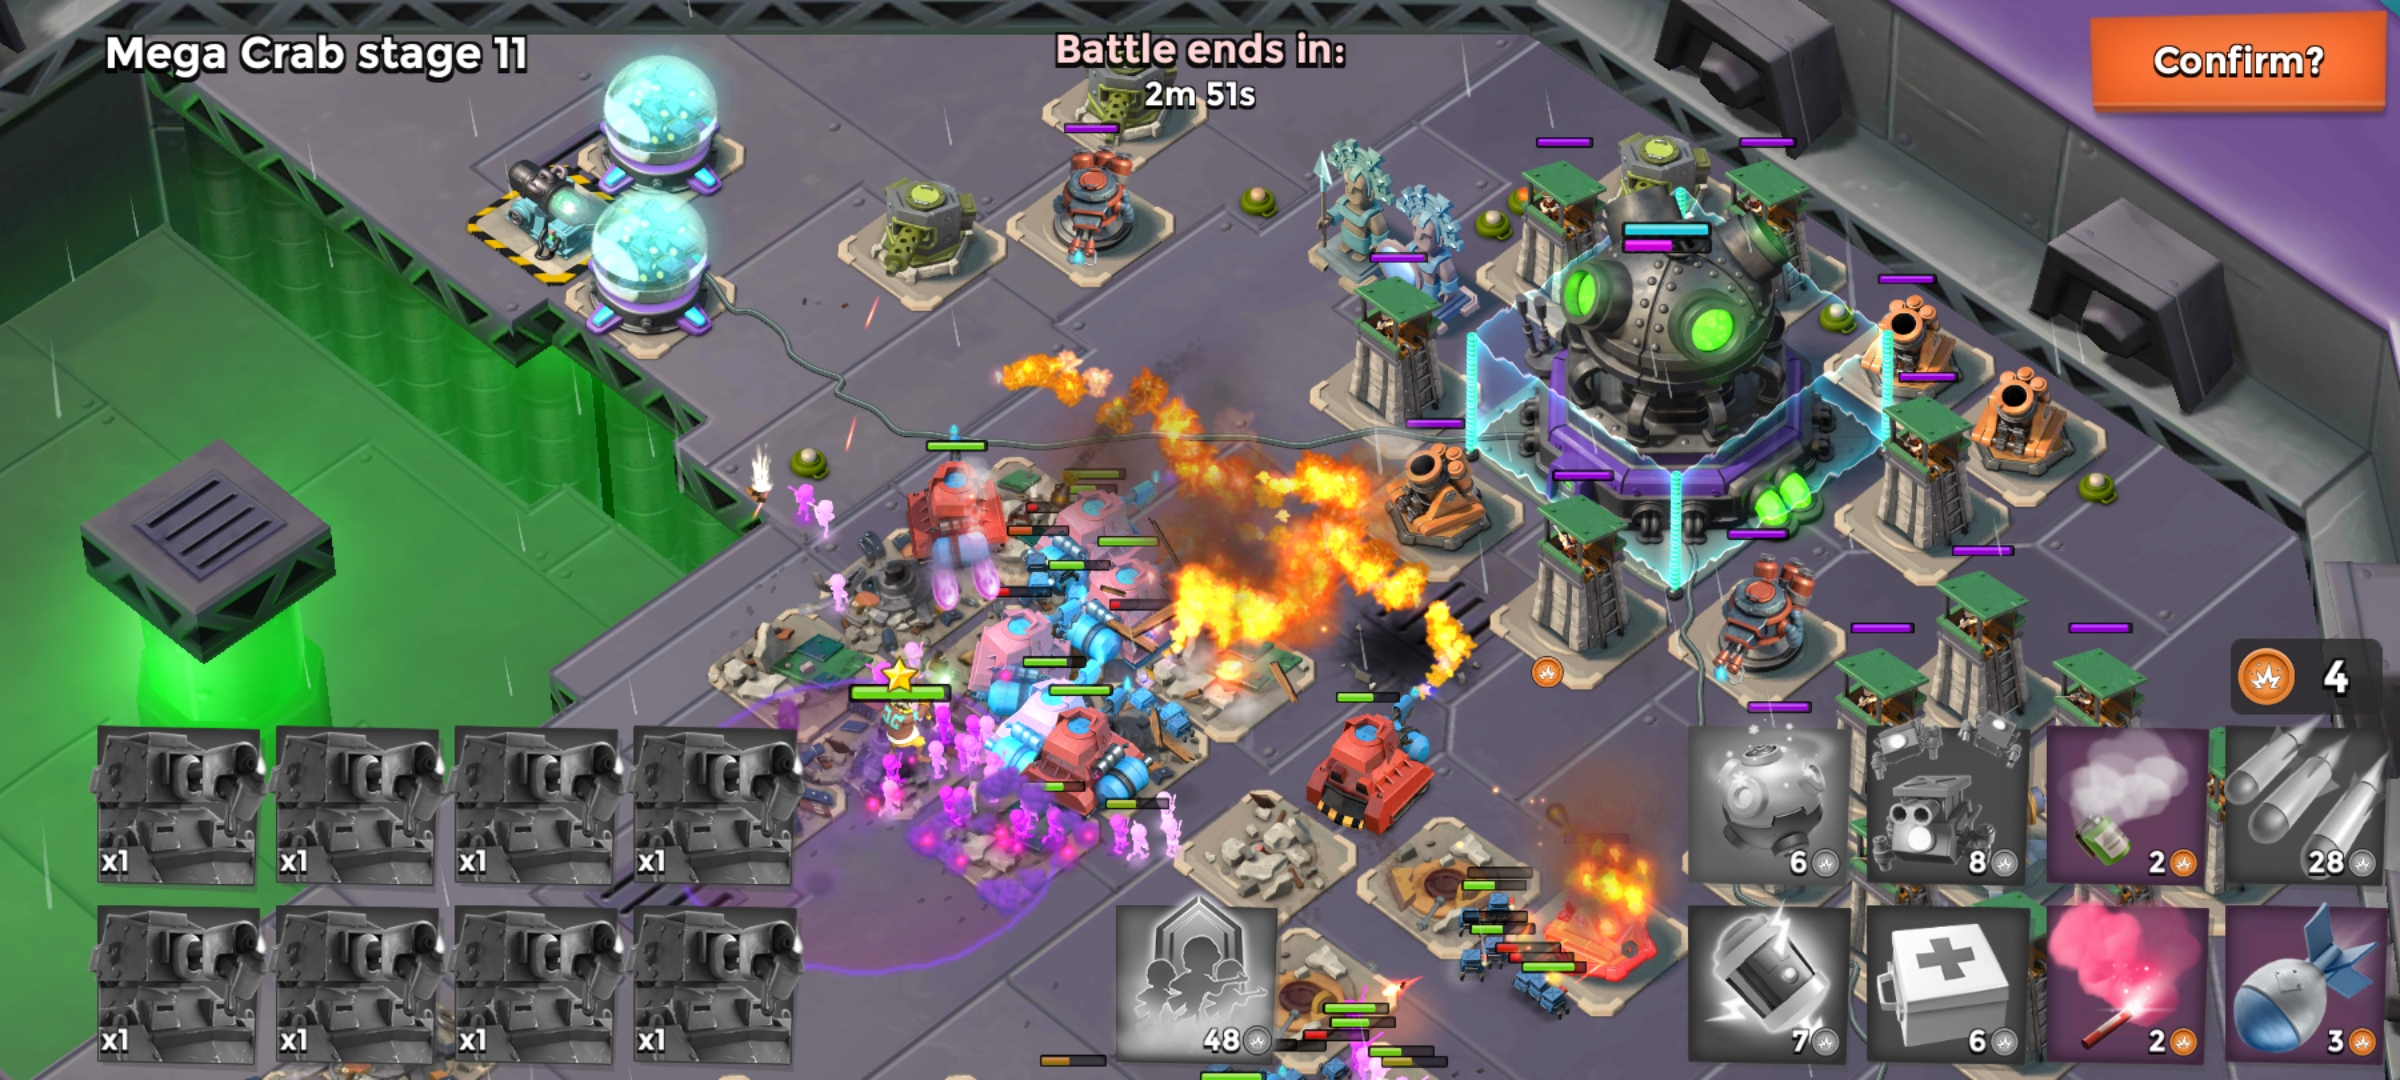 Mega Crab stage 11
Battle ends in:
2m 51s
Confirm?
4
x1
x1
x1
x1
6
8
2
28
x1
x1
x1
x1
48
7
6
2
3